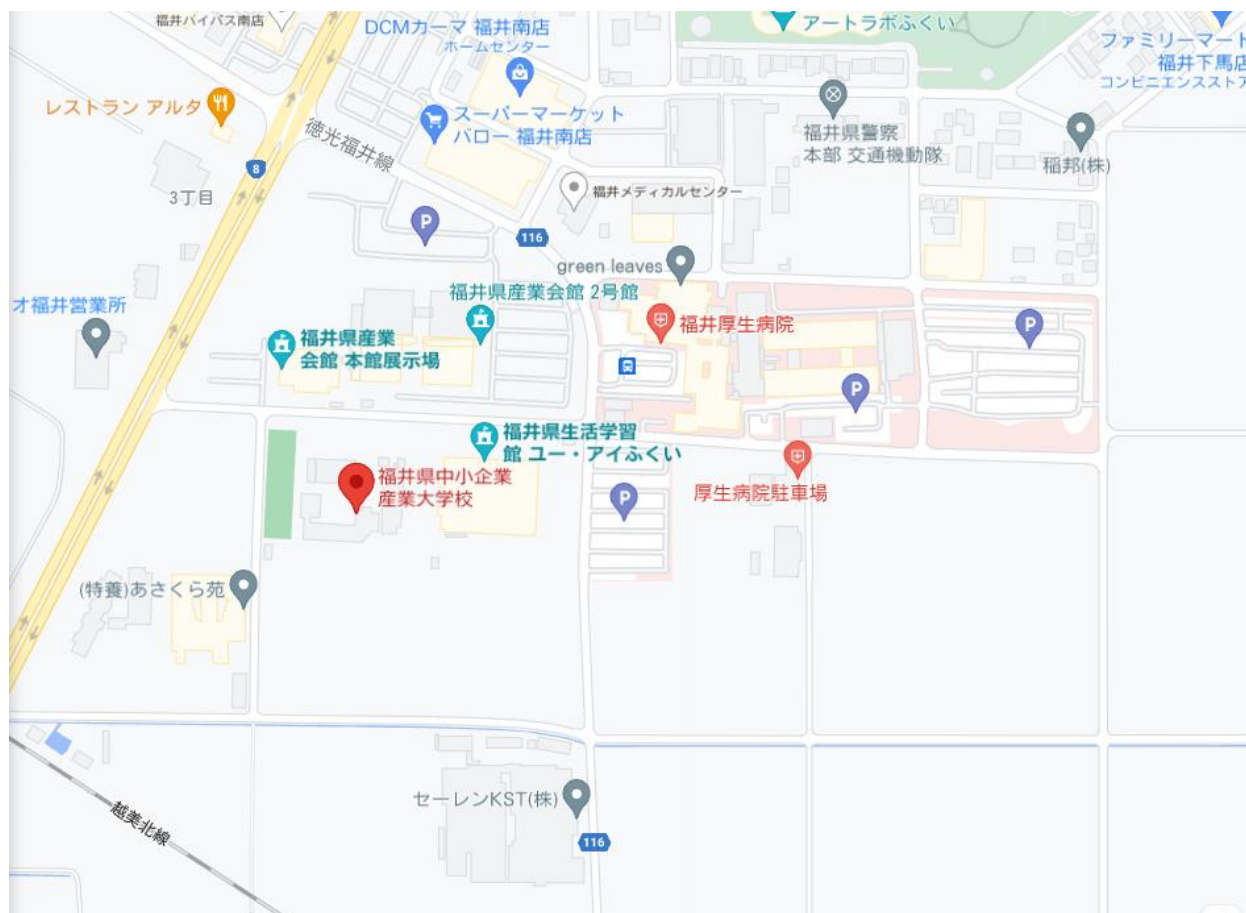 福井バイパス南店
DCMカーマ 福井南店
ホームセンター
アートラボふくい
ファミリーマート
福井下馬店
コンビニエンスストア
レストラン アルタ
スーパーマーケット
バロー 福井南店
徳光福井線
福井県警察
本部 交通機動隊
稲邦(株)
8
3丁目
福井メディカルセンター
P
116
green leaves
福井県産業会館 2号館
オ福井営業所
福井県産業
会館 本館展示場
福井厚生病院
P
P
福井県生活学習
館 ユー・アイふくい
福井県中小企業
産業大学校
P
厚生病院駐車場
(特養)あさくら苑
セーレンKST(株)
越美北線
116